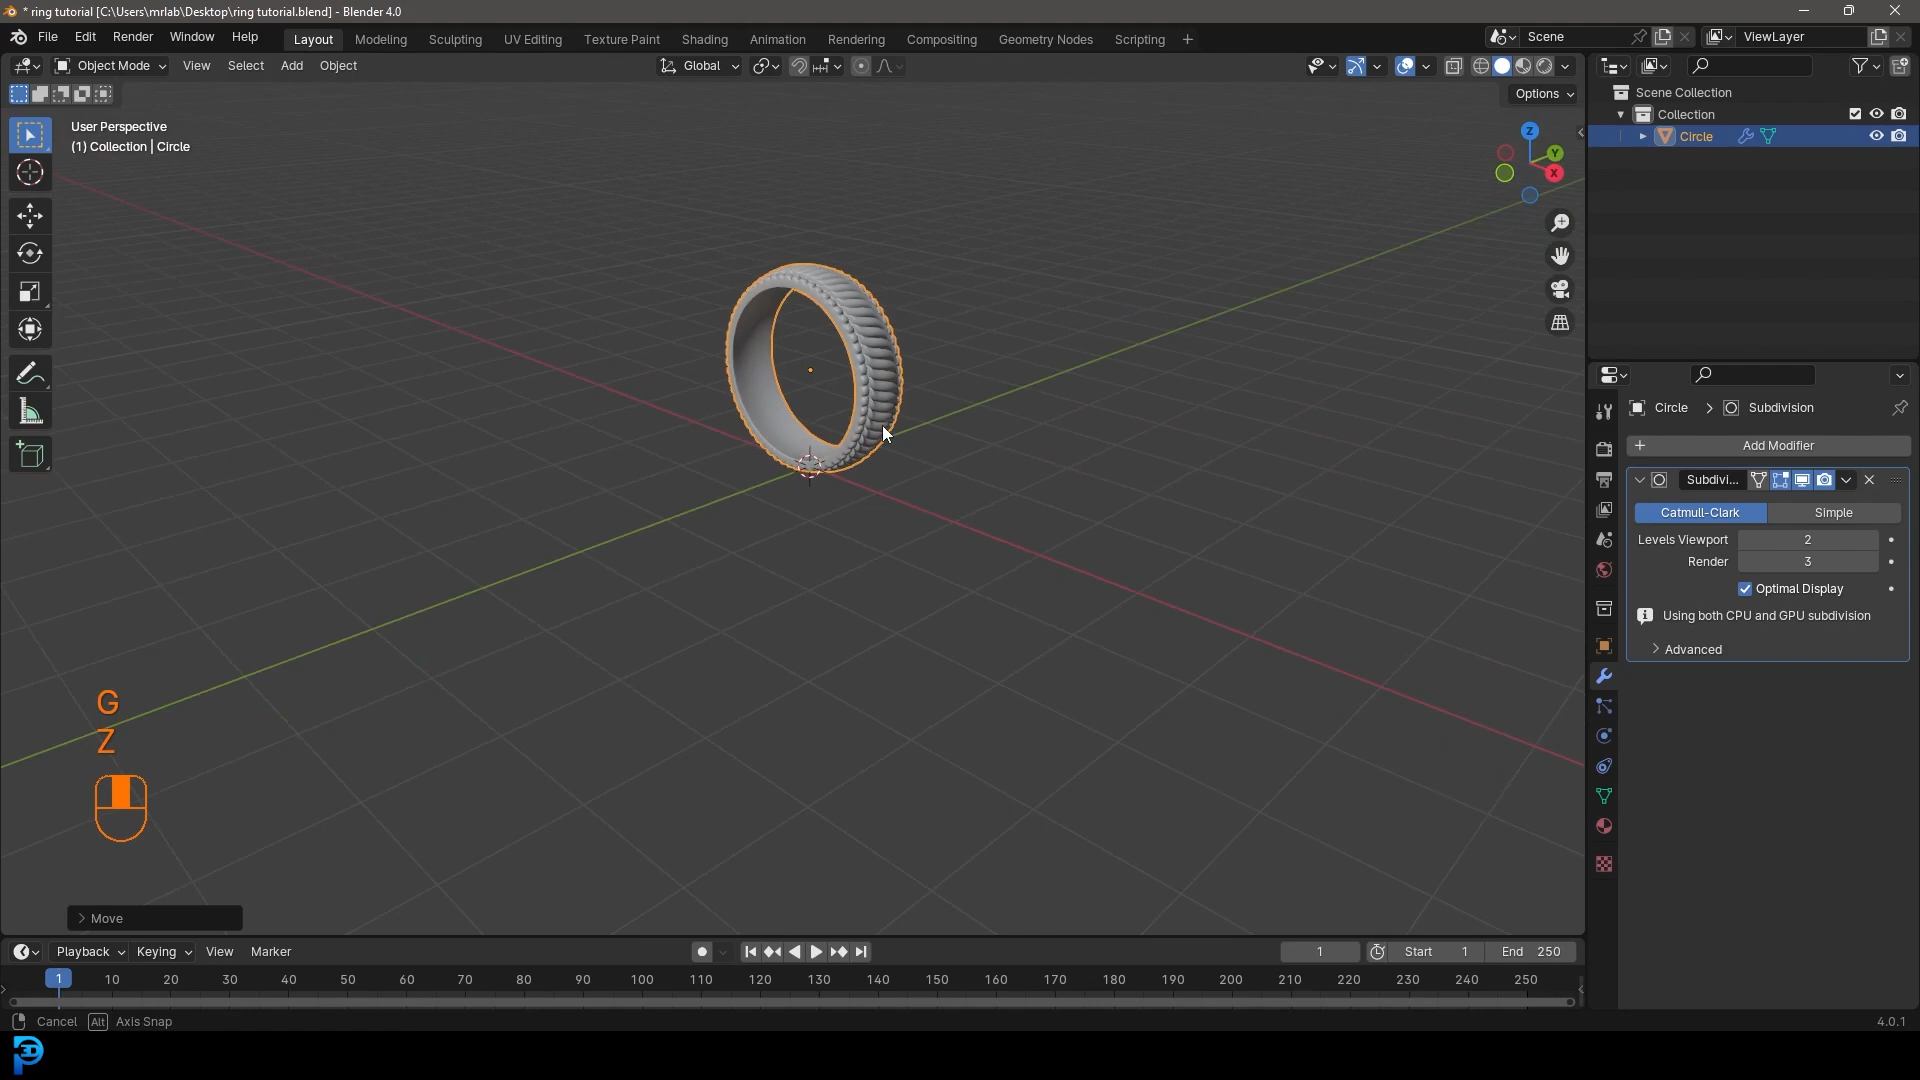 * ring tutorial [C:\Users\mrlab\Desktop\ring tutorial.blend] - Blender 4.0
File Edit Render Window Help Layout Modeling Sculpting UV Editing Texture Paint Shading Animation Rendering Compositing Geometry Nodes Scripting + Scene ViewLayer
Object Mode View Select Add Object Global
Options
User Perspective
(1) Collection | Circle
Z
Y
X
Scene Collection
Collection
Circle
Circle > Subdivision
+ Add Modifier
Subdivi...
Catmull-Clark Simple
Levels Viewport 2
Render 3
Optimal Display
Using both CPU and GPU subdivision
> Advanced
G
Z
> Move
Playback Keying View Marker 1 Start 1 End 250
1 10 20 30 40 50 60 70 80 90 100 110 120 130 140 150 160 170 180 190 200 210 220 230 240 250
Cancel Alt Axis Snap 4.0.1
P3D